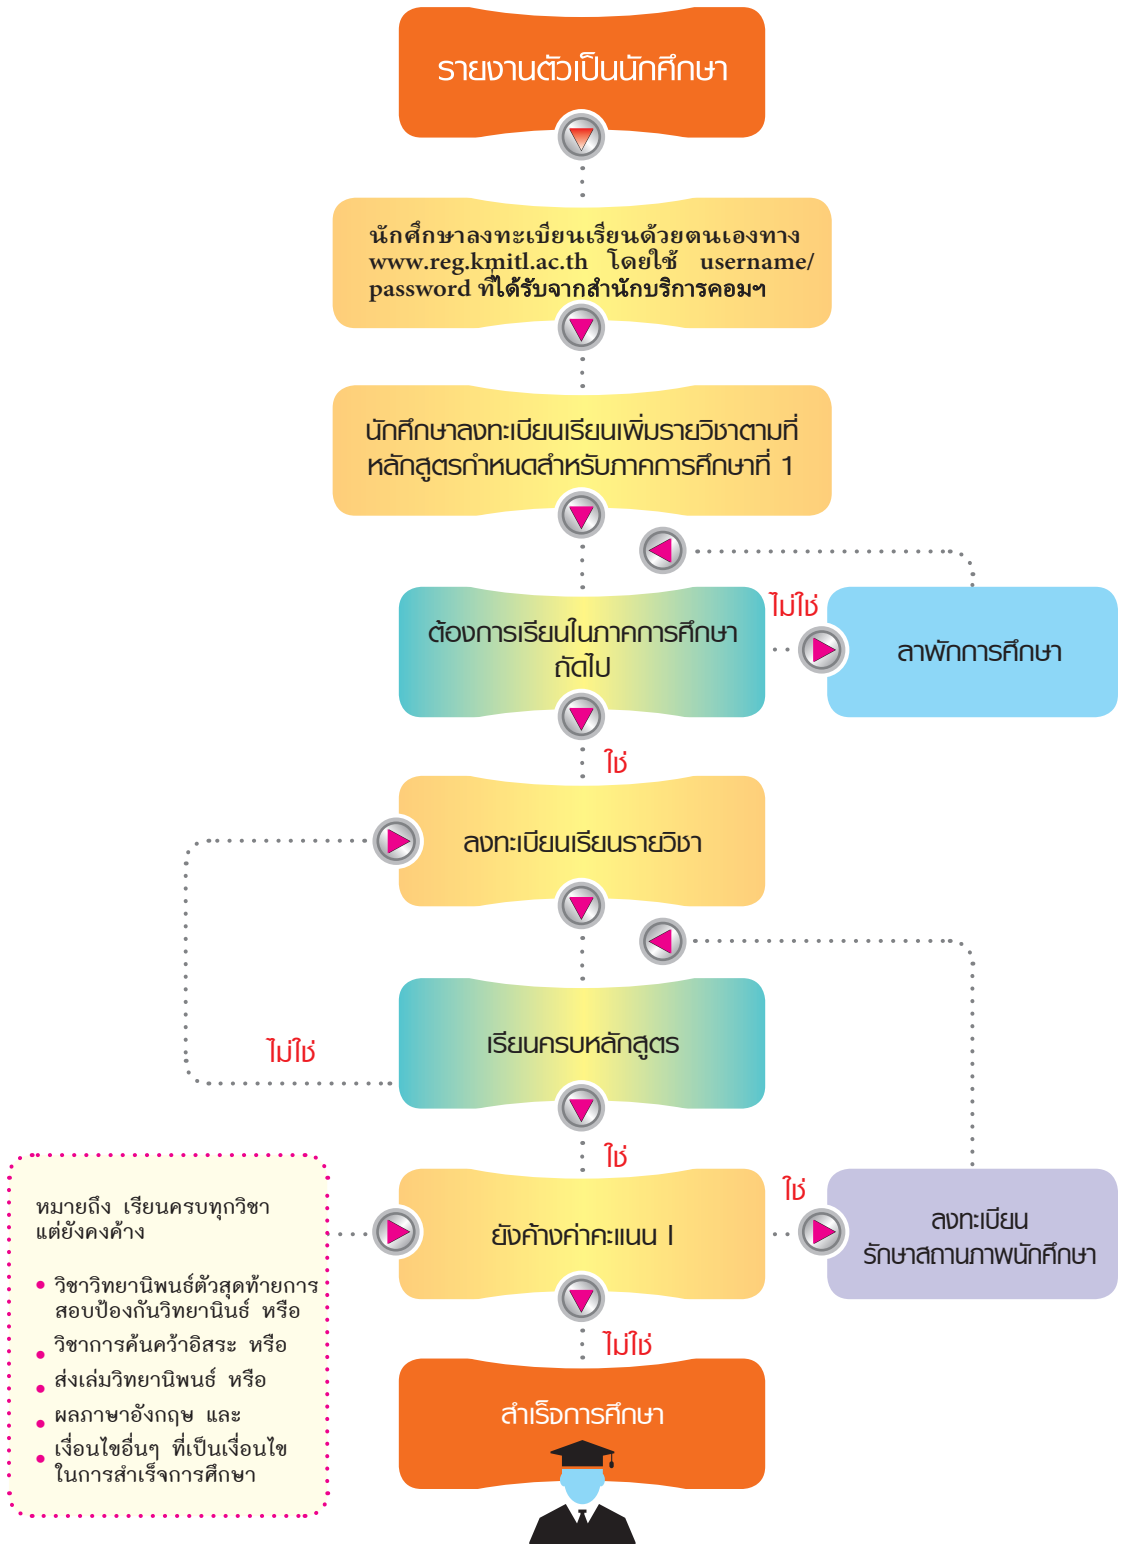 รายงานตัวเป็นนักศึกษา
นักศึกษาลงทะเบียนเรียนด้วยตนเองทาง
www.reg.kmitl.ac.th โดยใช้ username/
password ที่ได้รับจากสำนักบริการคอมฯ
นักศึกษาลงทะเบียนเรียนเพิ่มรายวิชาตามที่
หลักสูตรกำหนดสำหรับภาคการศึกษาที่ 1
ต้องการเรียนในภาคการศึกษา
ถัดไป
ไม่ใช่
ลาพักการศึกษา
ใช่
ลงทะเบียนเรียนรายวิชา
เรียนครบหลักสูตร
ไม่ใช่
ใช่
ยังค้างค่าคะแนน I
ใช่
ลงทะเบียน
รักษาสถานภาพนักศึกษา
หมายถึง เรียนครบทุกวิชา
แต่ยังคงค้าง
• วิชาวิทยานิพนธ์ตัวสุดท้ายการ
สอบป้องกันวิทยานินธ์ หรือ
• วิชาการค้นคว้าอิสระ หรือ
• ส่งเล่มวิทยานิพนธ์ หรือ
• ผลภาษาอังกฤษ และ
• เงื่อนไขอื่นๆ ที่เป็นเงื่อนไข
ในการสำเร็จการศึกษา
ไม่ใช่
สำเร็จการศึกษา